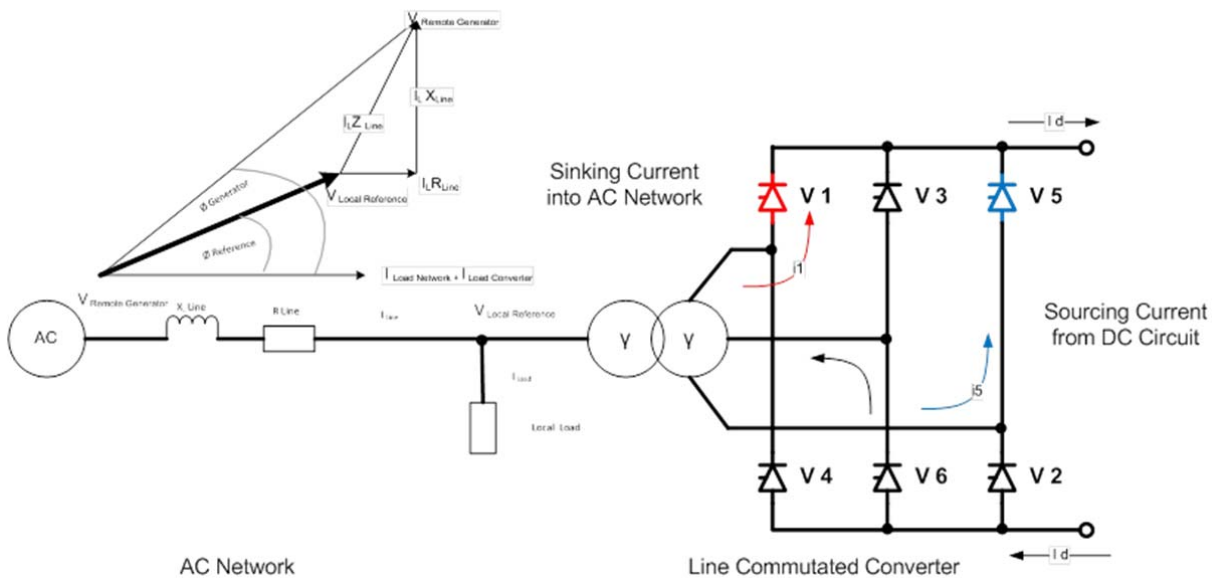 V Remote Generator
I L X Line
I L Z Line
I L R Line
V Local Reference
Ø Generator
Ø Reference
I Load Network + I Load Converter
V Remote Generator
X Line
R Line
I Line
V Local Reference
AC
I Load
Local Load
Y
Y
Sinking Current
into AC Network
I d
V 1
V 3
V 5
i1
i5
Sourcing Current
from DC Circuit
V 4
V 6
V 2
I d
AC Network
Line Commutated Converter